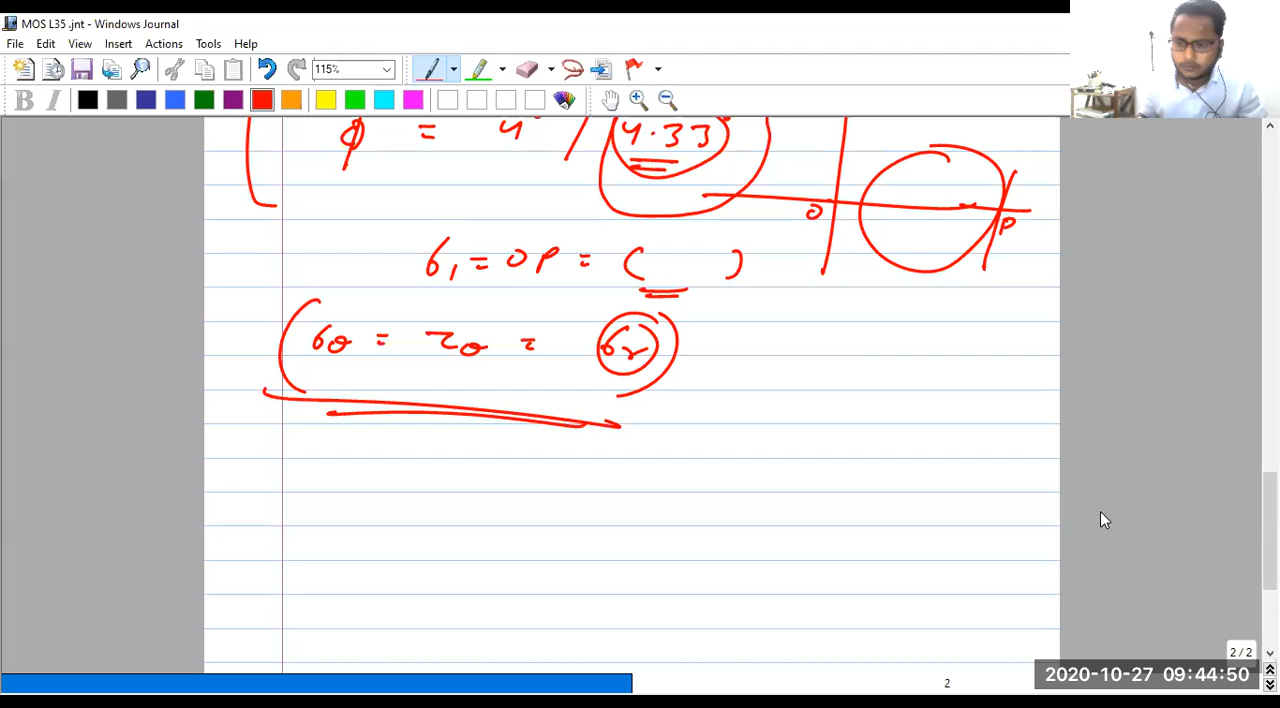 MOS L35 .jnt - Windows Journal
File Edit View Insert Actions Tools Help
115%
B I
ϕ = 4° / 4.33°
O
P
σ₁ = OP = ( )
(σθ = τθ = σr)
2 / 2
2020-10-27 09:44:50
2